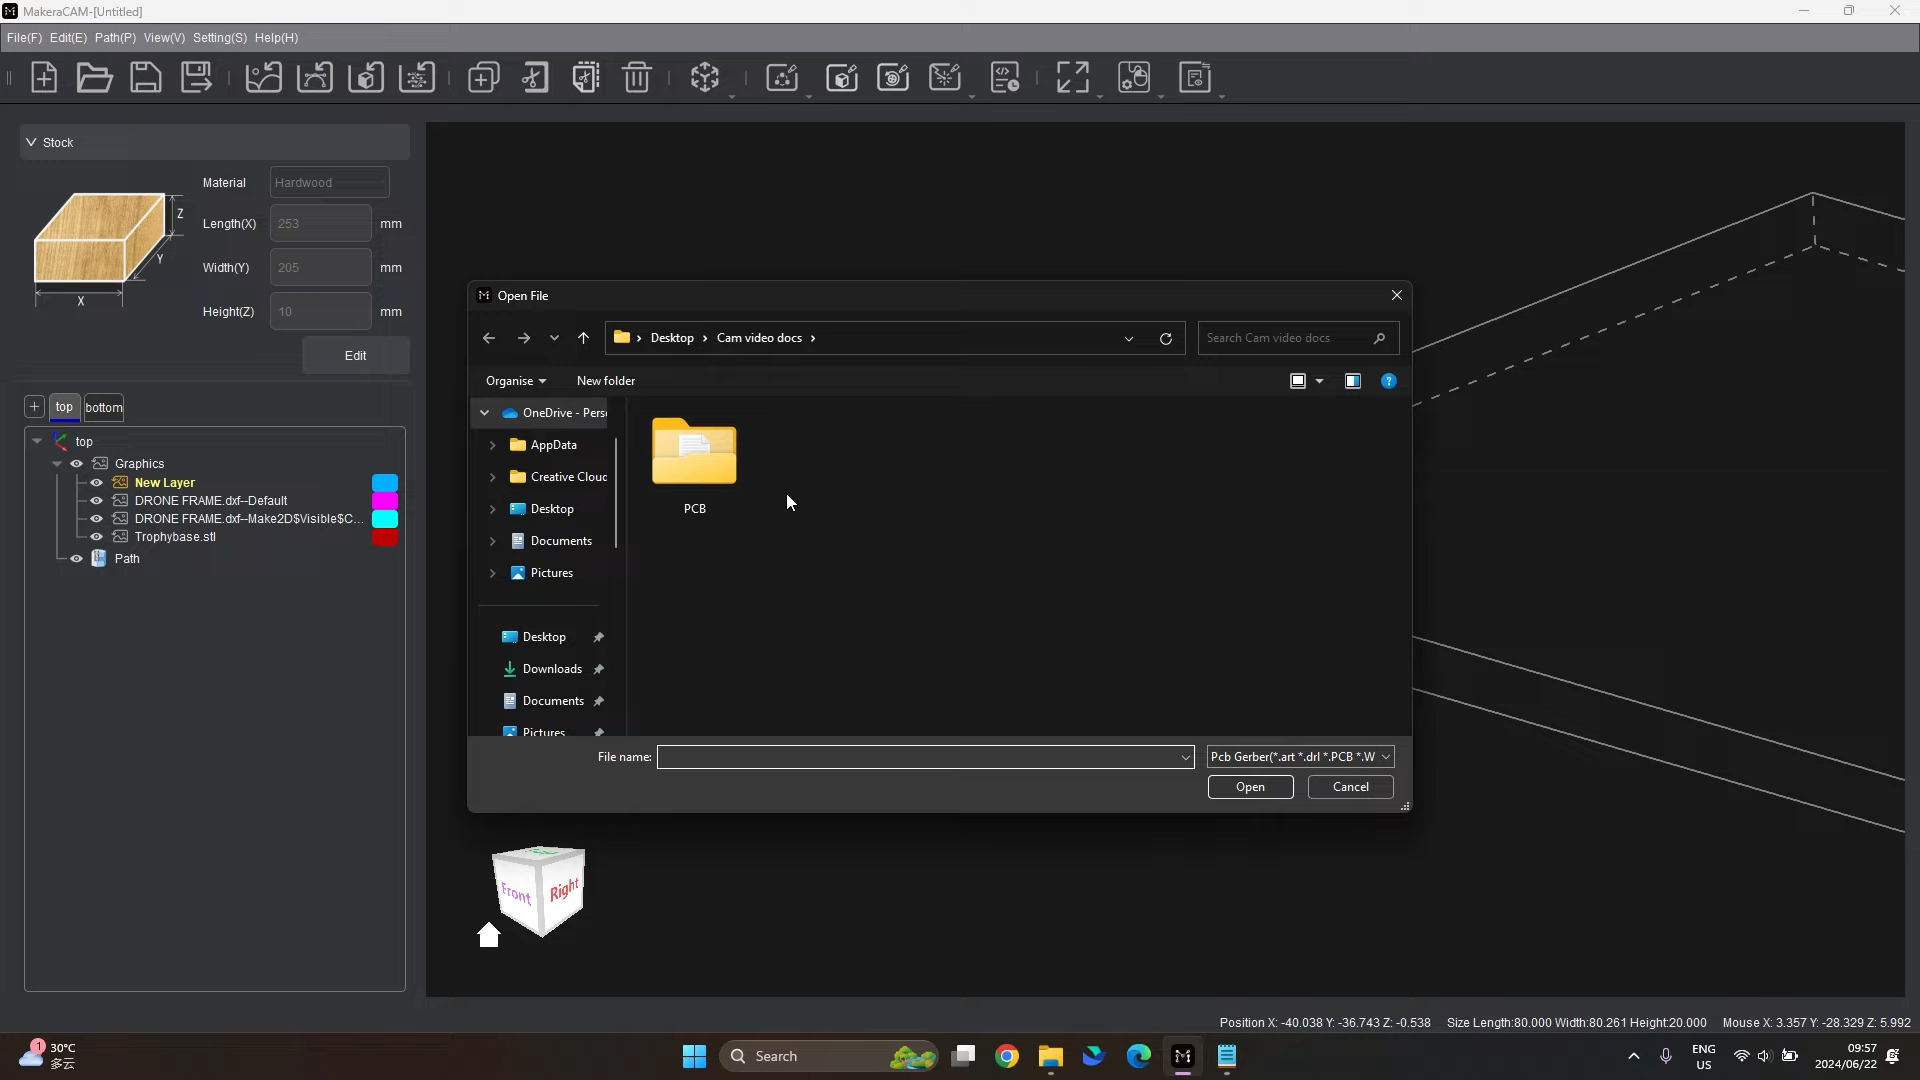 MakeraCAM-[Untitled]
File(F) Edit(E) Path(P) View(V) Setting(S) Help(H)
Stock
Material Hardwood
Length(X) 253 mm
Width(Y) 205 mm
Height(Z) 10 mm
Z
Y
X
Edit
top bottom
top
Graphics
New Layer
DRONE FRAME.dxf--Default
DRONE FRAME.dxf--Make2D$Visible$C...
Trophybase.stl
Path
Open File
Desktop Cam video docs
Search Cam video docs
Organise New folder
OneDrive - Pers
AppData
Creative Cloud
Desktop
Documents
Pictures
Desktop
Downloads
Documents
Pictures
PCB
File name: Pcb Gerber(*.art *.drl *.PCB *.W
Open Cancel
Front Right
Position X: -40.038 Y: -36.743 Z: -0.538 Size Length:80.000 Width:80.261 Height:20.000 Mouse X: 3.357 Y: -28.329 Z: 5.992
1
30°C
多云
Search
ENG
US
09:57
2024/06/22